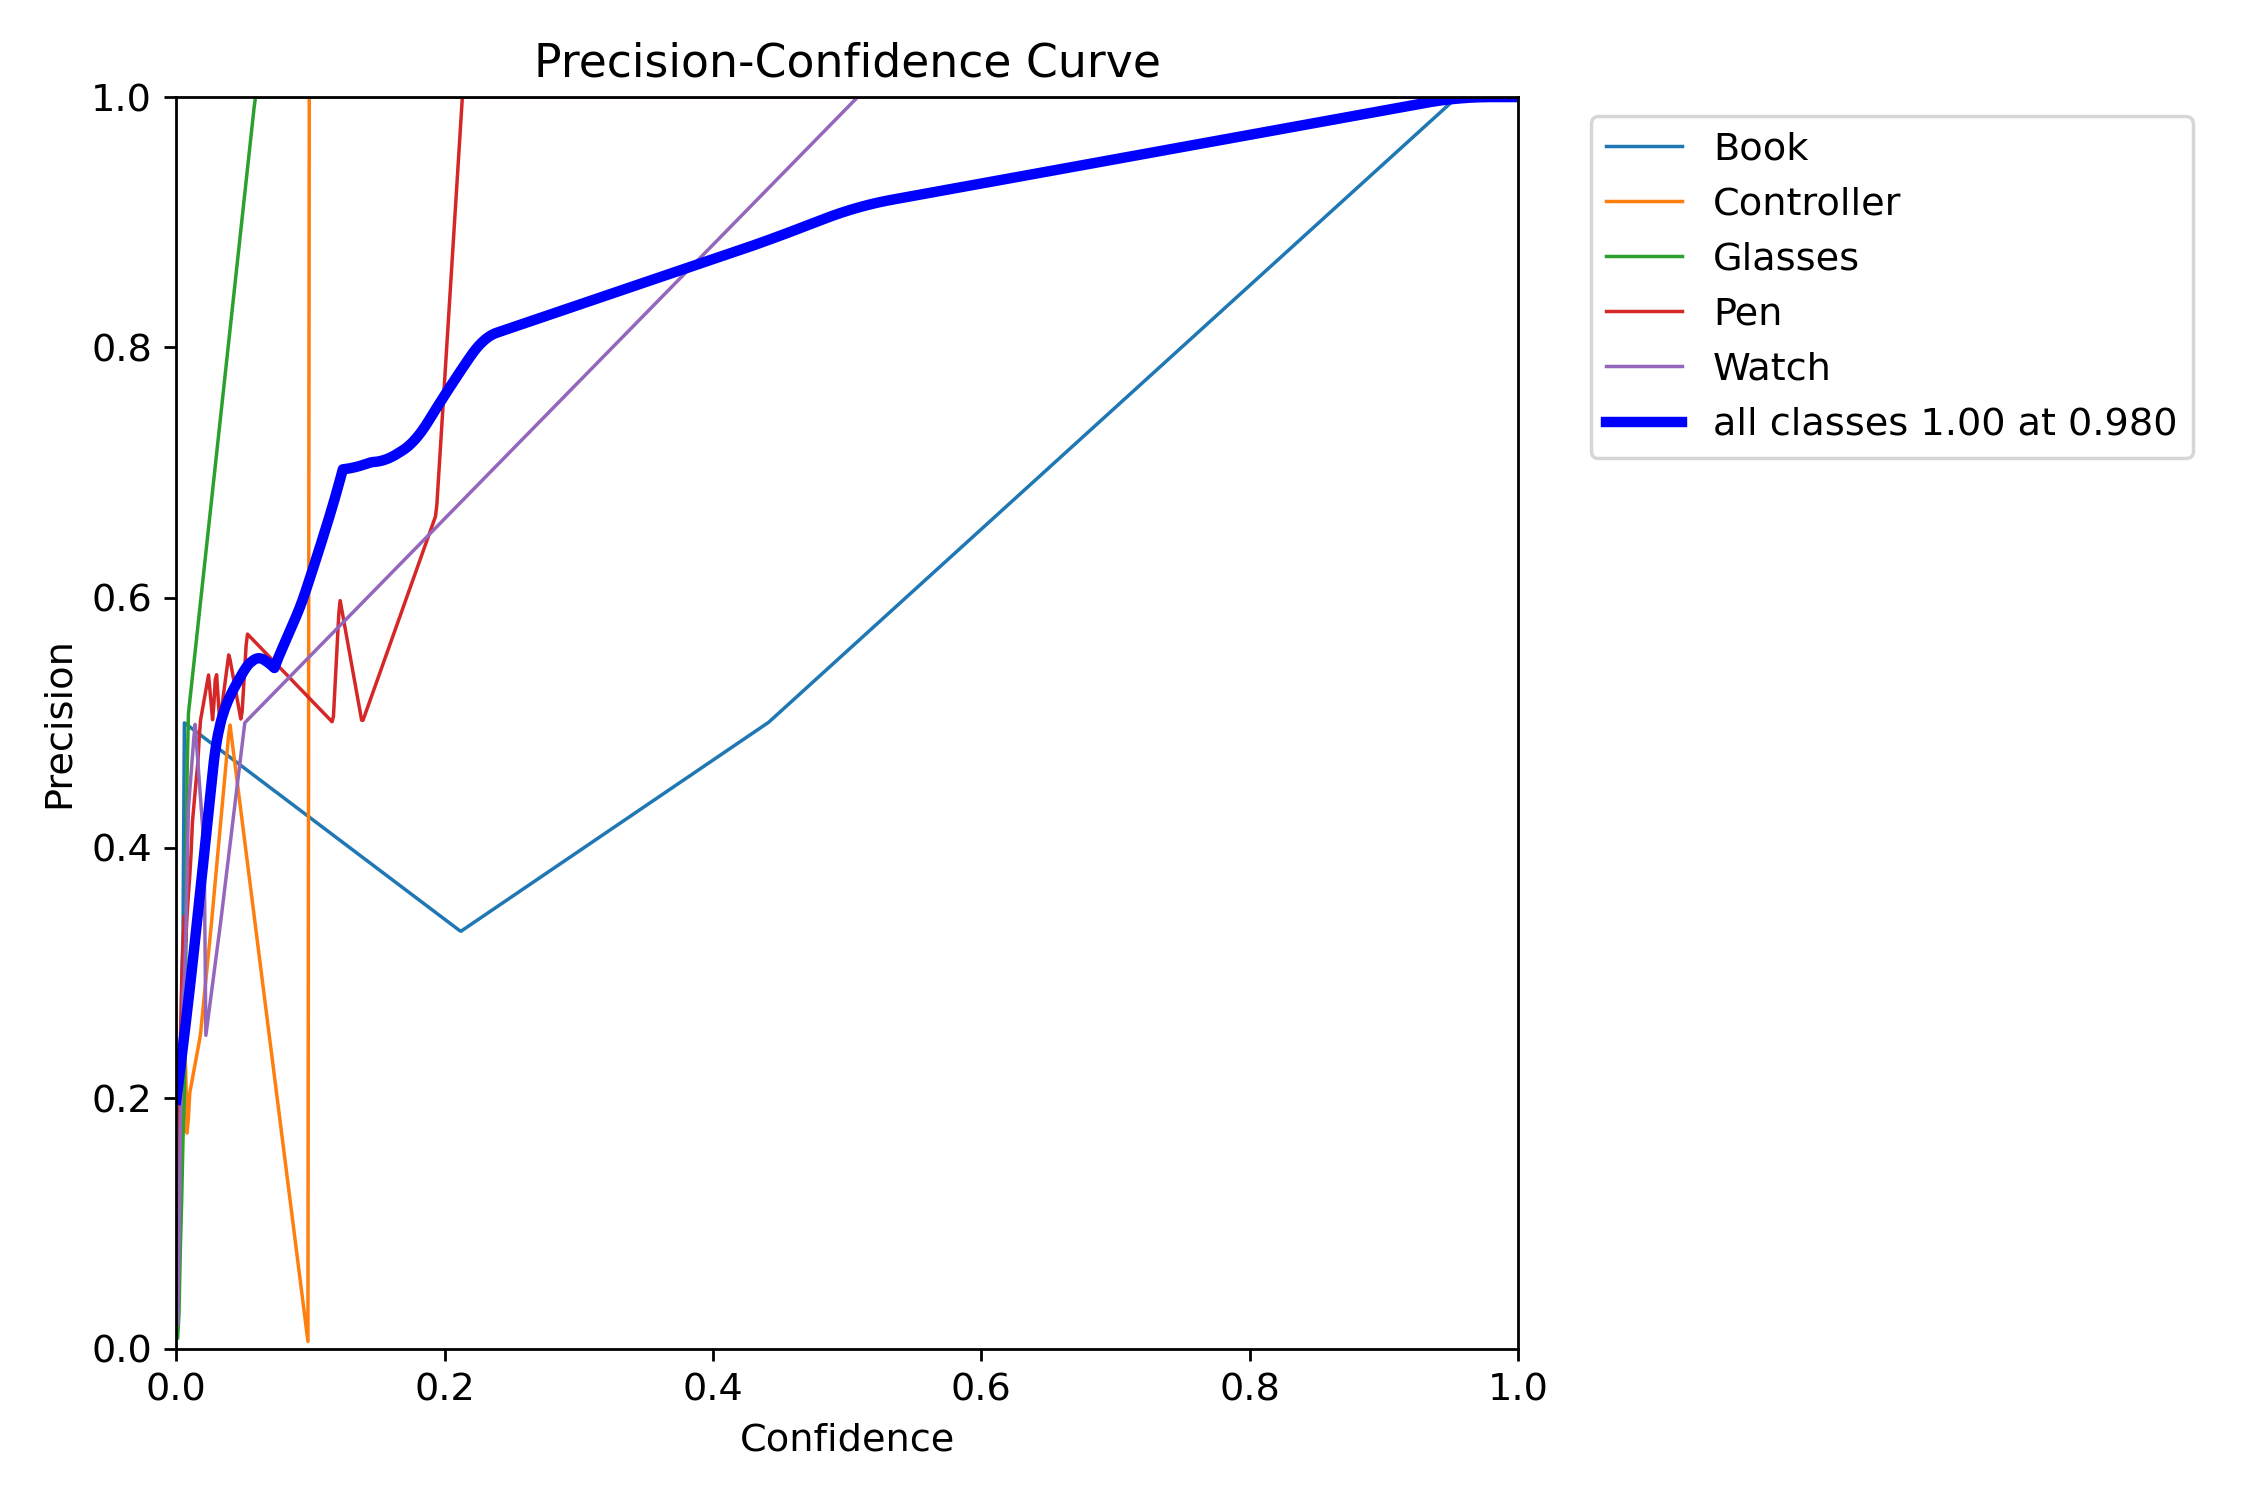 Precision-Confidence Curve
1.0
0.8
0.6
0.4
0.2
0.0
Precision
0.0 0.2 0.4 0.6 0.8 1.0
Confidence
Book
Controller
Glasses
Pen
Watch
all classes 1.00 at 0.980